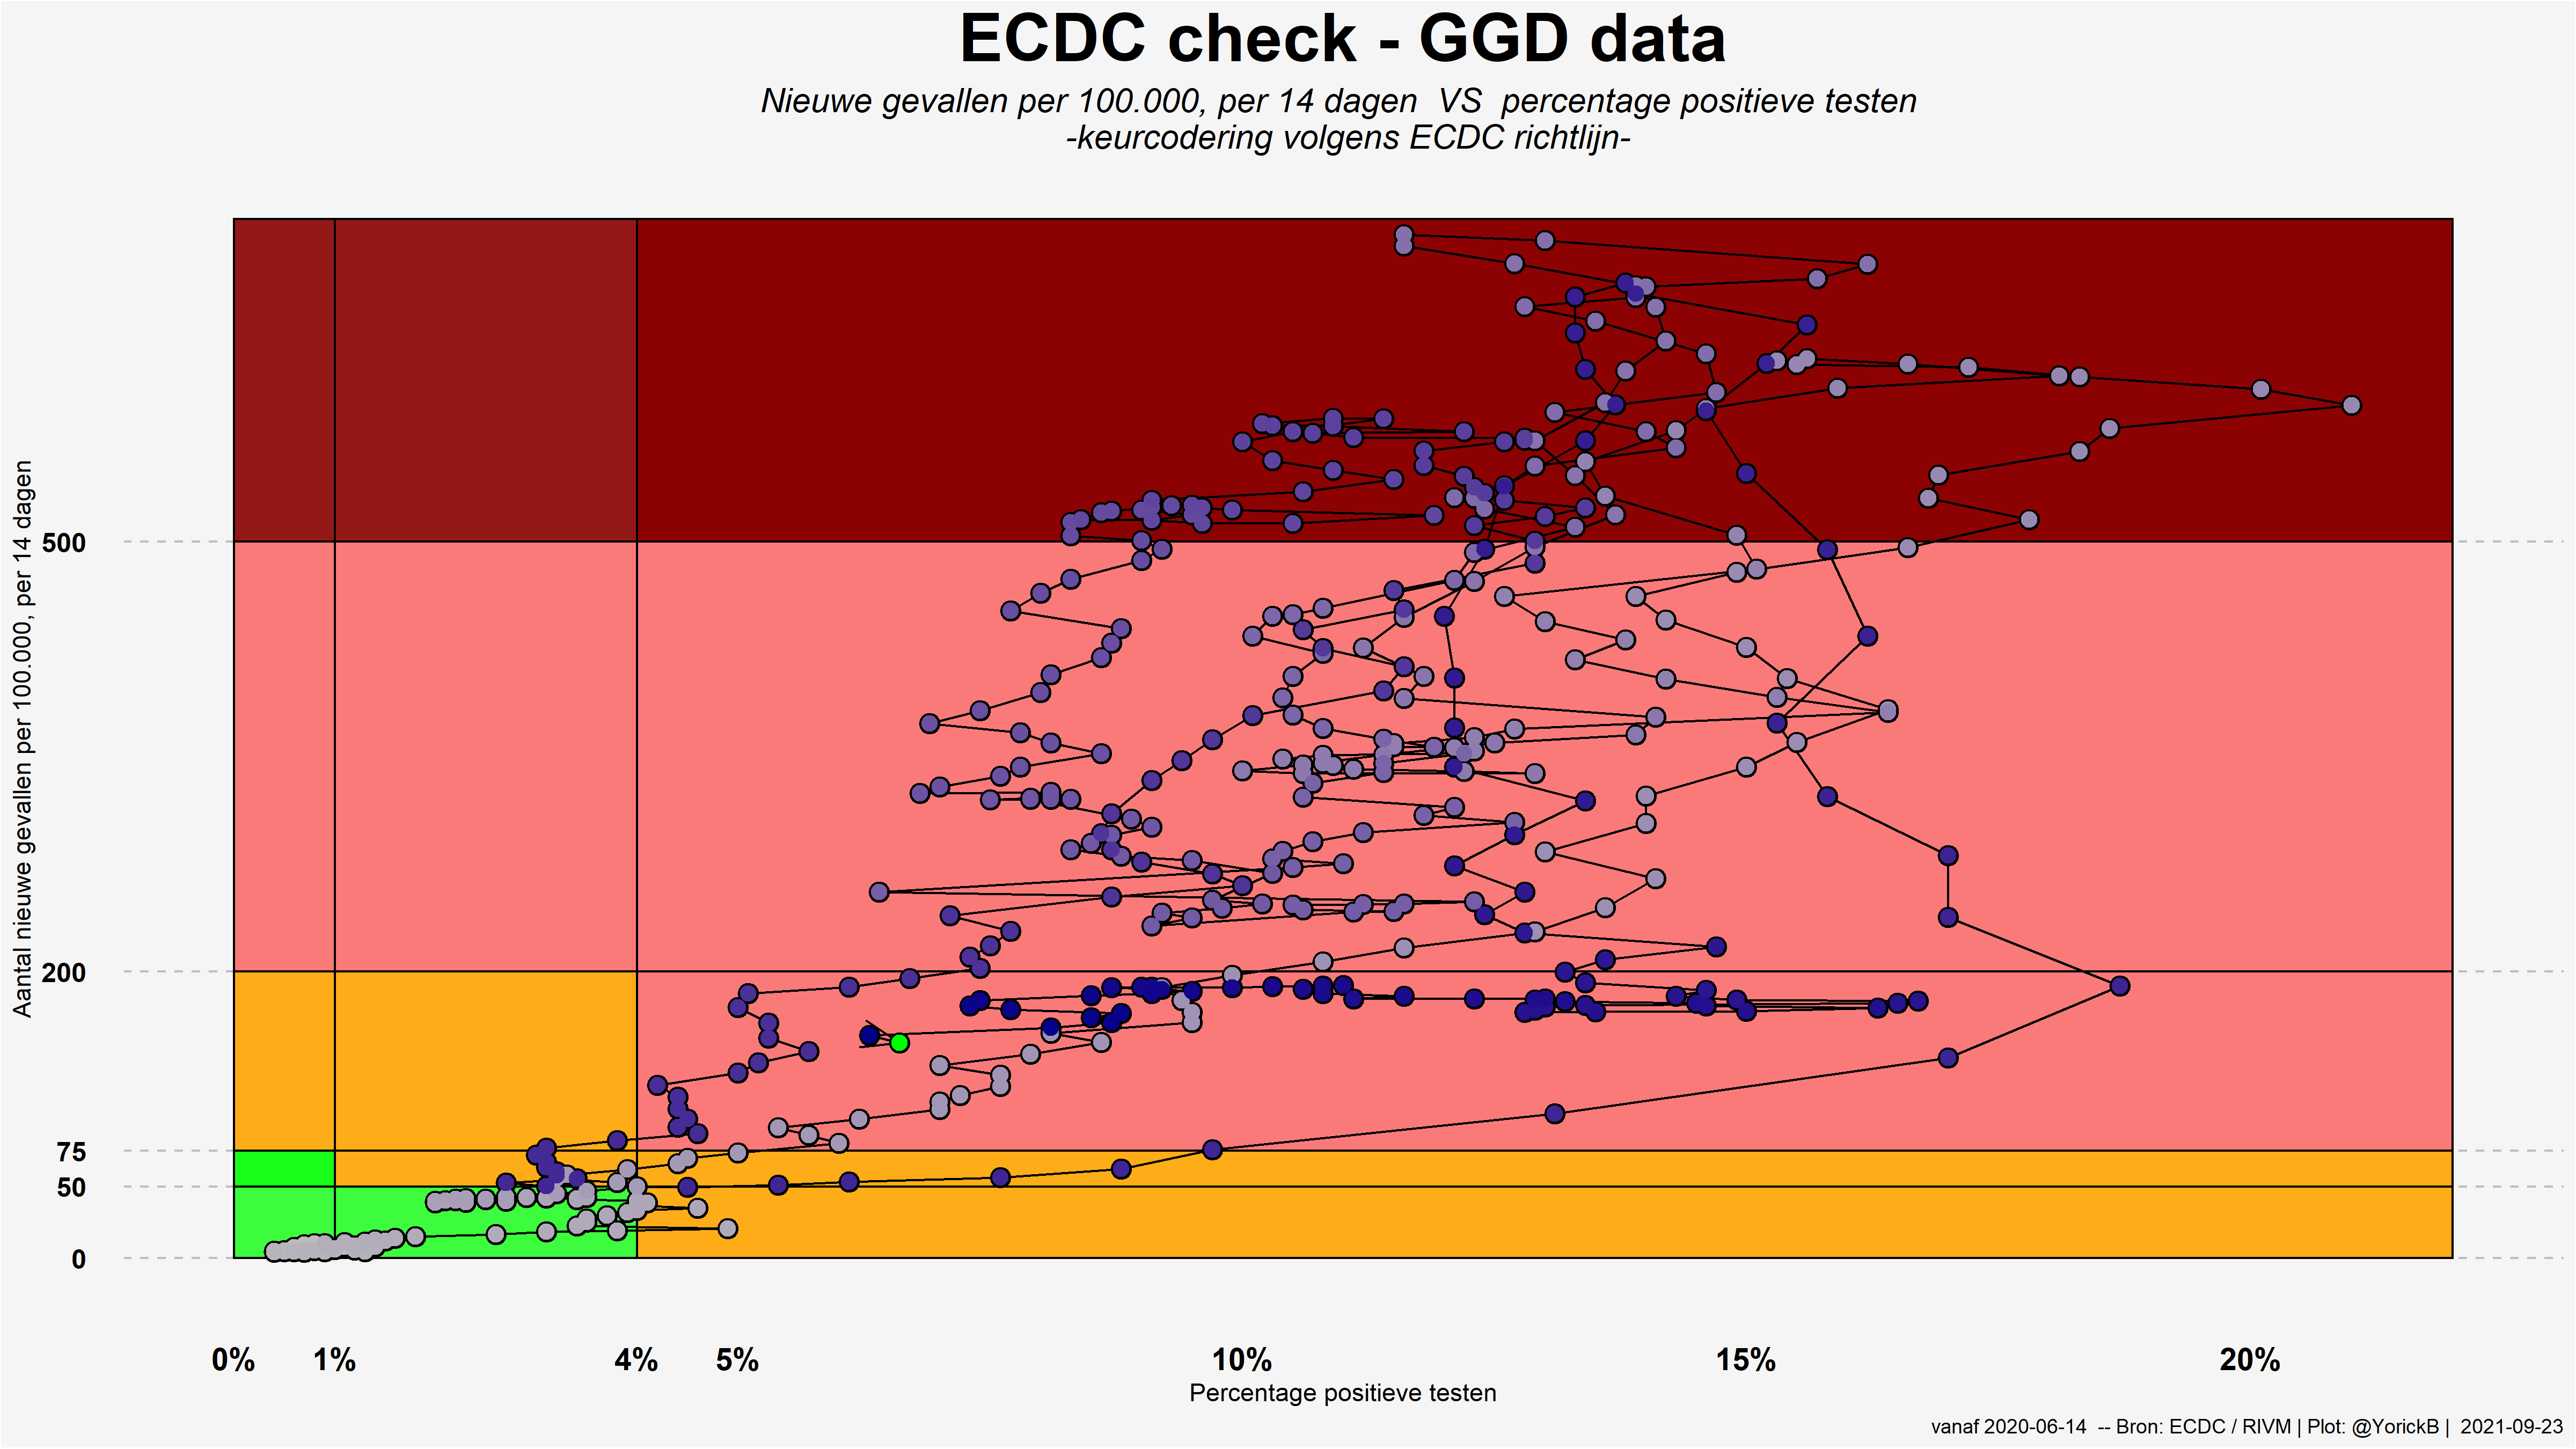 ECDC check - GGD data
Nieuwe gevallen per 100.000, per 14 dagen  VS  percentage positieve testen
-keurcodering volgens ECDC richtlijn-
Aantal nieuwe gevallen per 100.000, per 14 dagen
500
200
75
50
0
0% 1% 4% 5% 10% 15% 20%
Percentage positieve testen
vanaf 2020-06-14  -- Bron: ECDC / RIVM | Plot: @YorickB |  2021-09-23